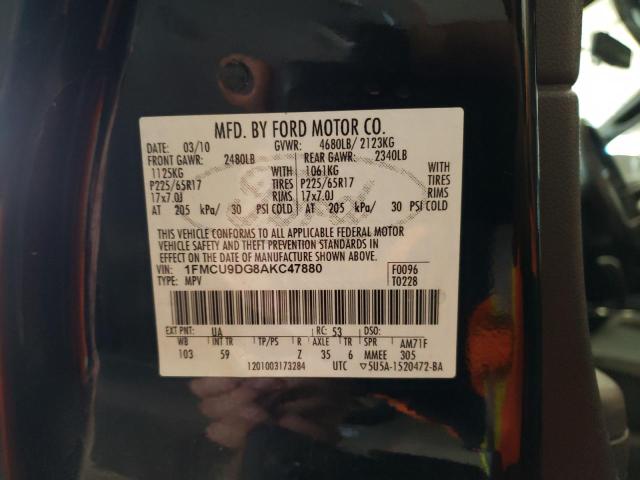 MFD. BY FORD MOTOR CO.
DATE: 03/10 GVWR: 4680LB/ 2123KG
FRONT GAWR: 2480LB REAR GAWR: 2340LB
1125KG WITH 1061KG WITH
P225/65R17 TIRES P225/65R17 TIRES
17x7.0J RIMS 17x7.0J RIMS
AT 205 kPa/ 30 PSI COLD AT 205 kPa/ 30 PSI COLD
THIS VEHICLE CONFORMS TO ALL APPLICABLE FEDERAL MOTOR
VEHICLE SAFETY AND THEFT PREVENTION STANDARDS IN
EFFECT ON THE DATE OF MANUFACTURE SHOWN ABOVE.
VIN: 1FMCU9DG8AKC47880 F0096
TYPE: MPV T0228
EXT PNT: UA RC: 53 DSO:
WB INT TR TP/PS R AXLE TR SPR AM71F
103 59 Z 35 6 MMEE 305
1201003173284 UTC ▽5U5A-1520472-BA